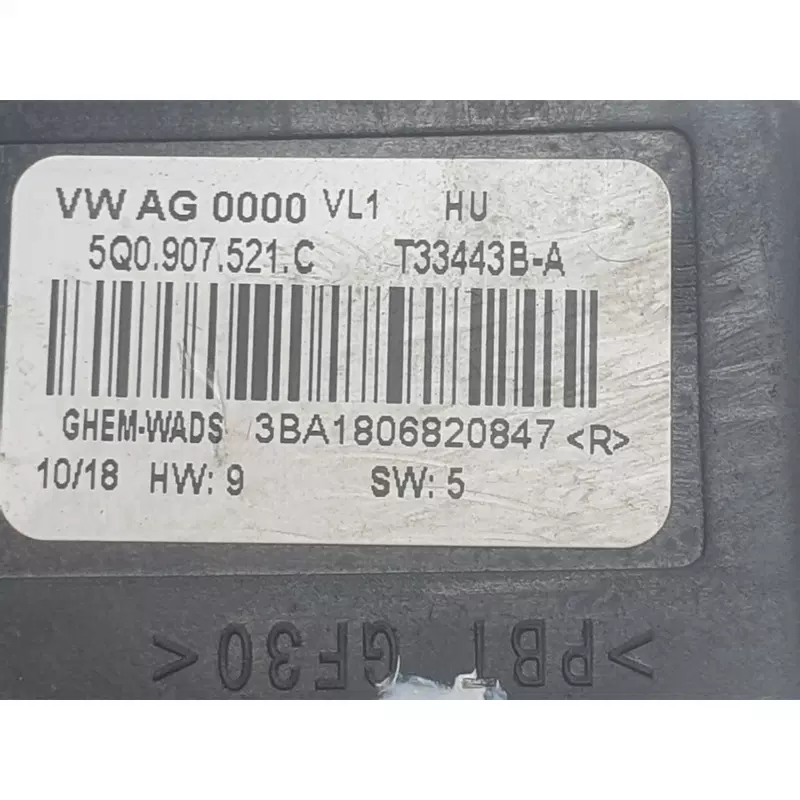 VW AG 0000 VL1 HU
5Q0.907.521.C T33443B-A
GHEM-WADS 3BA1806820847 <R>
10/18 HW: 9 SW: 5
>PBT GF30<